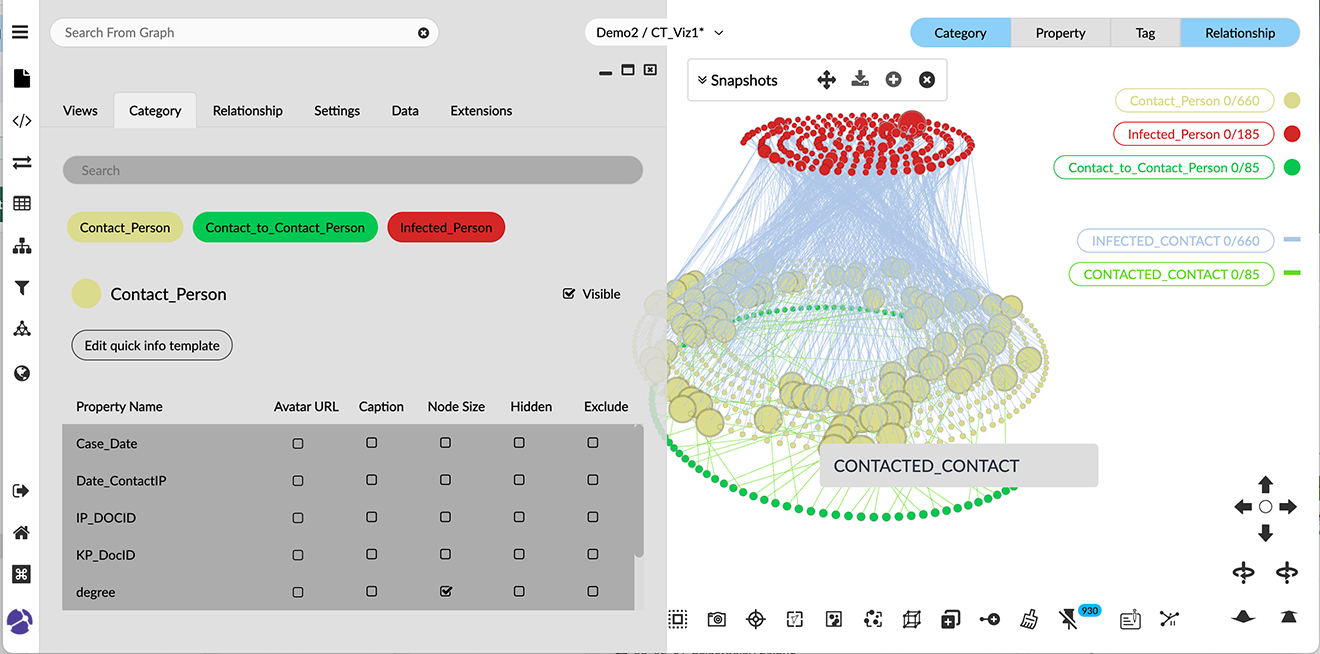 Search From Graph
Demo2 / CT_Viz1*
Category Property Tag Relationship
Snapshots
Views Category Relationship Settings Data Extensions
Search
Contact_Person Contact_to_Contact_Person Infected_Person
Contact_Person
Visible
Edit quick info template
Property Name Avatar URL Caption Node Size Hidden Exclude
Case_Date
Date_ContactIP
IP_DOCID
KP_DocID
degree
Contact_Person 0/660
Infected_Person 0/185
Contact_to_Contact_Person 0/85
INFECTED_CONTACT 0/660
CONTACTED_CONTACT 0/85
CONTACTED_CONTACT
930